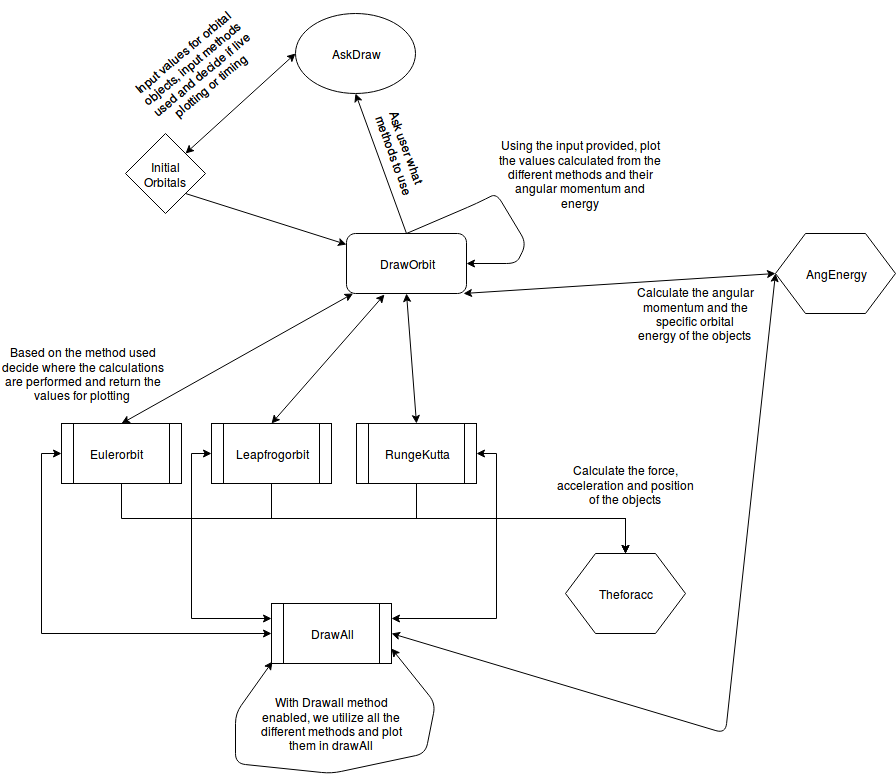 Input values for orbital
objects, input methods
used and decide if live
plotting or timing
AskDraw
Ask user what
methods to use
Initial
Orbitals
Using the input provided, plot
the values calculated from the
different methods and their
angular momentum and
energy
DrawOrbit
AngEnergy
Calculate the angular
momentum and the
specific orbital
energy of the objects
Based on the method used
decide where the calculations
are performed and return the
values for plotting
Eulerorbit
Leapfrogorbit
RungeKutta
Calculate the force,
acceleration and position
of the objects
Theforacc
DrawAll
With Drawall method
enabled, we utilize all the
different methods and plot
them in drawAll